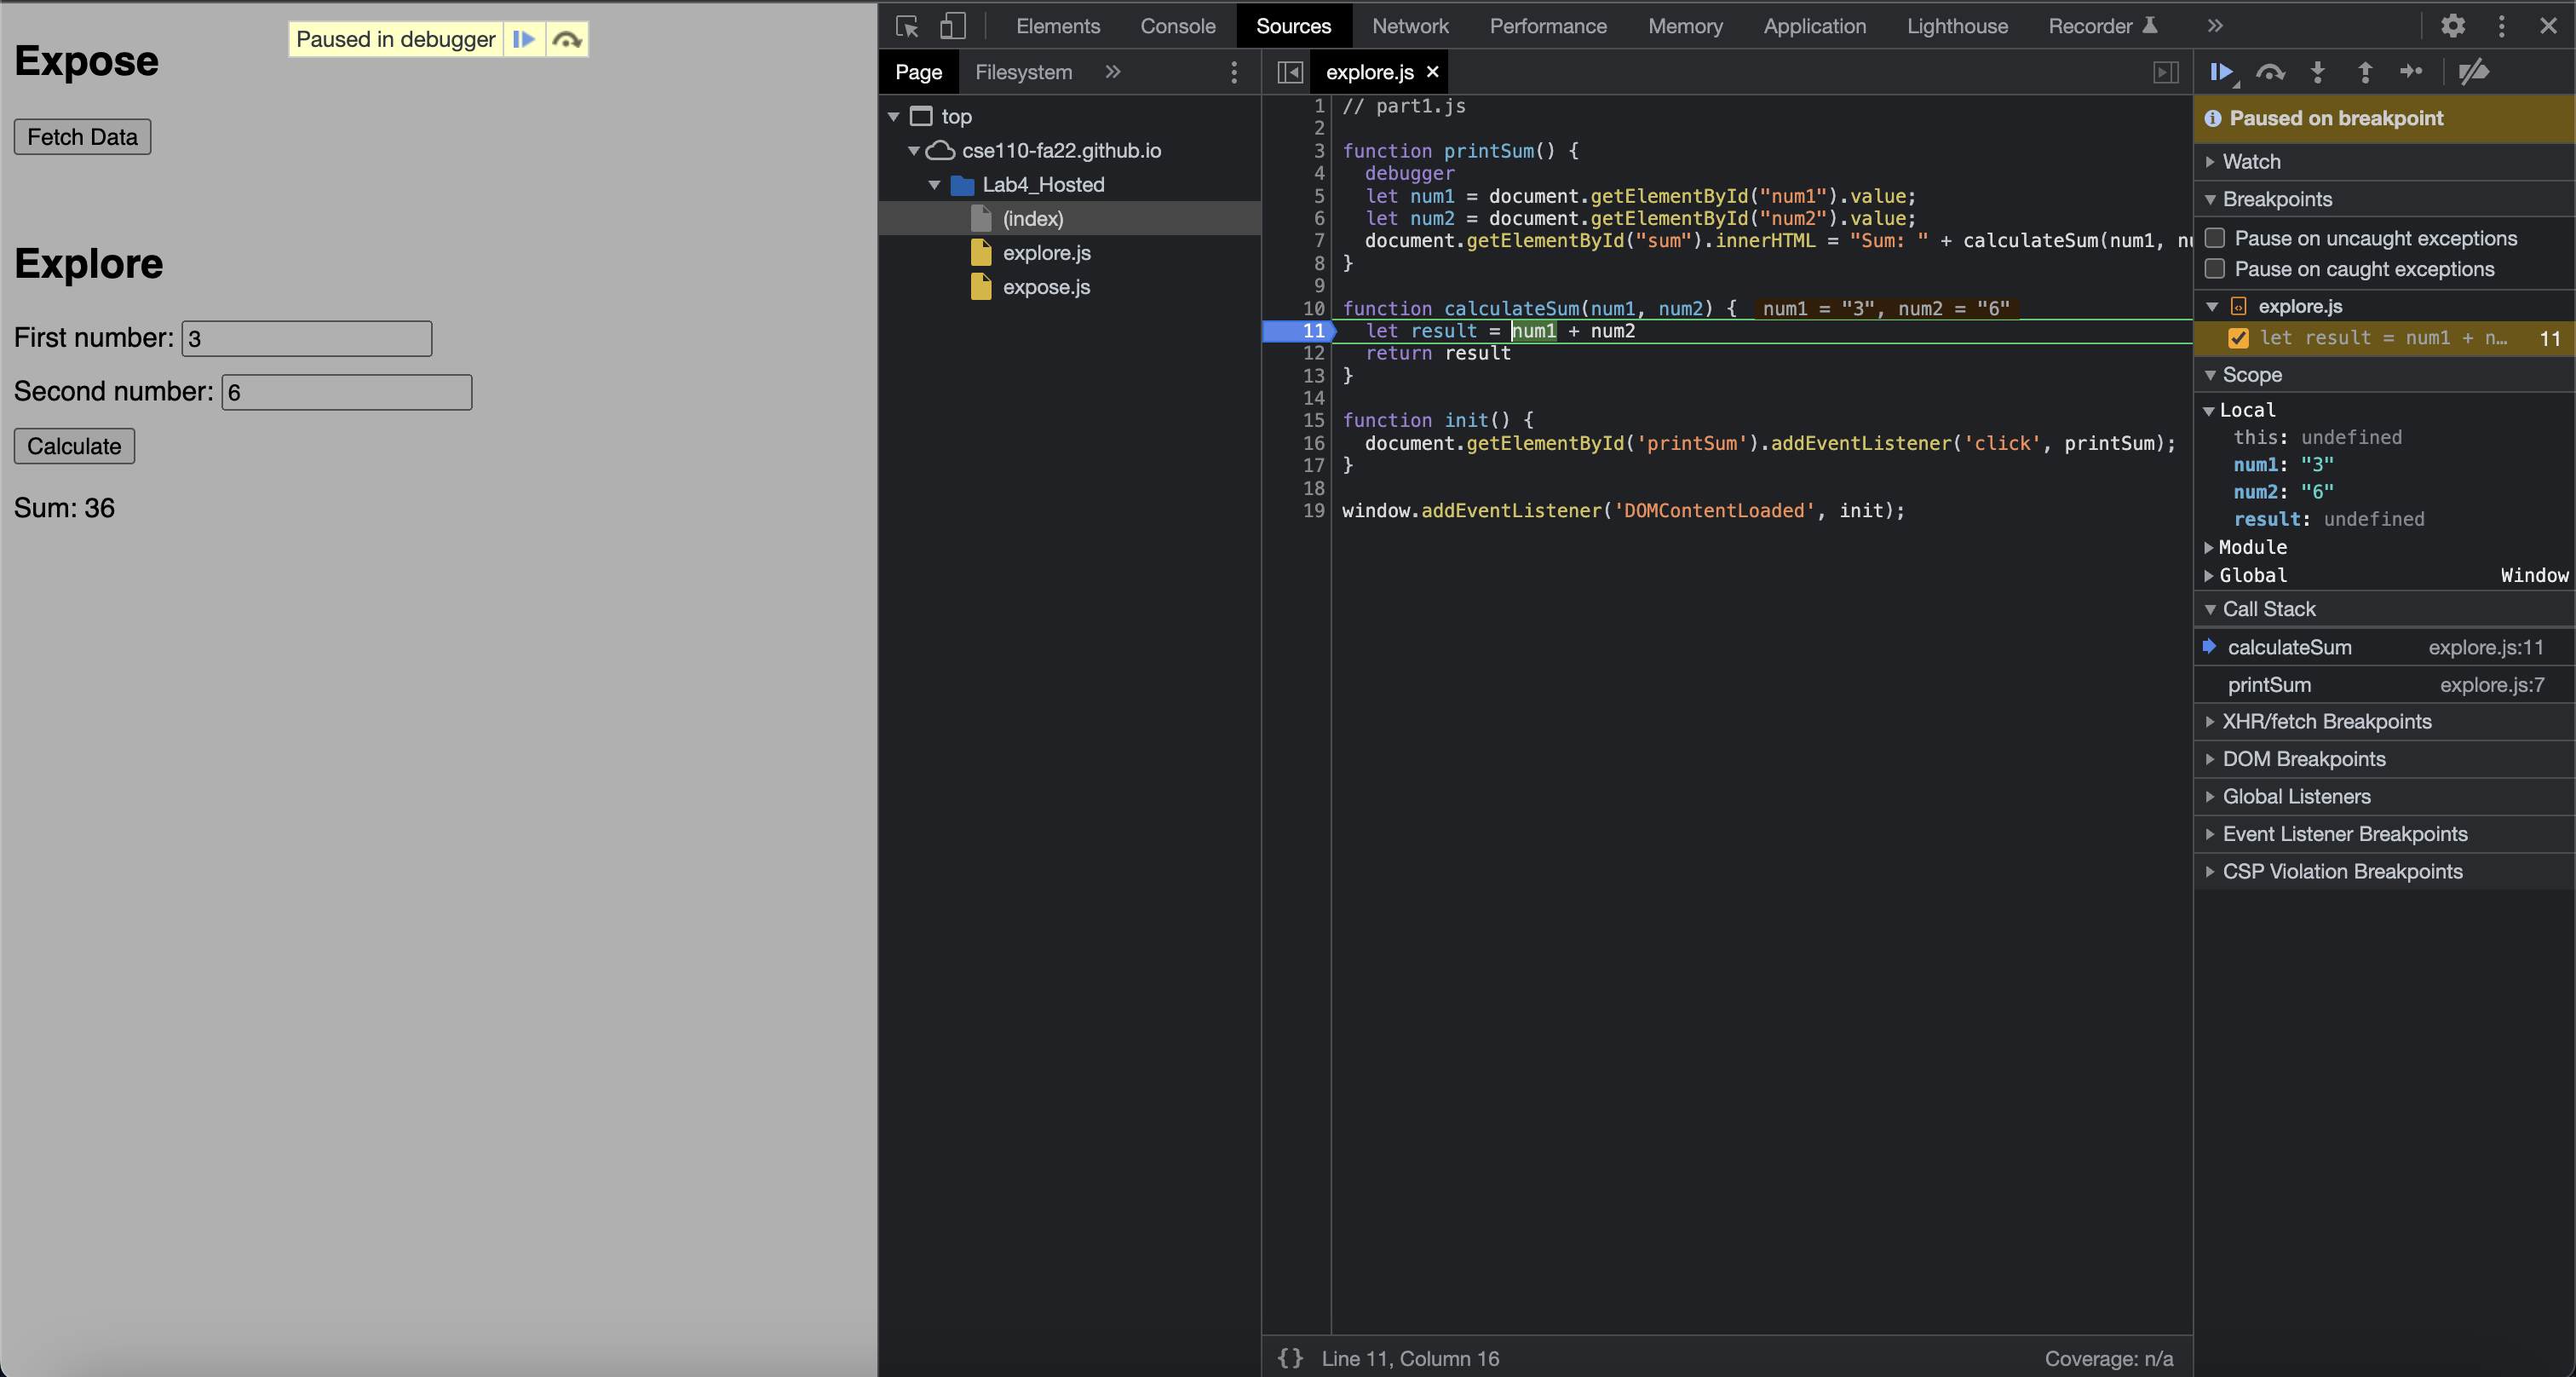 Paused in debugger
Expose
Fetch Data
Explore
First number: 3
Second number: 6
Calculate
Sum: 36
Elements Console Sources Network Performance Memory Application Lighthouse Recorder
Page Filesystem
top
cse110-fa22.github.io
Lab4_Hosted
(index)
explore.js
expose.js
explore.js
1 // part1.js
2
3 function printSum() {
4 debugger
5 let num1 = document.getElementById("num1").value;
6 let num2 = document.getElementById("num2").value;
7 document.getElementById("sum").innerHTML = "Sum: " + calculateSum(num1,
8 }
9
10 function calculateSum(num1, num2) { num1 = "3", num2 = "6"
11 let result = num1 + num2
12 return result
13 }
14
15 function init() {
16 document.getElementById('printSum').addEventListener('click', printSum);
17 }
18
19 window.addEventListener('DOMContentLoaded', init);
{} Line 11, Column 16 Coverage: n/a
Paused on breakpoint
Watch
Breakpoints
Pause on uncaught exceptions
Pause on caught exceptions
explore.js
let result = num1 + n… 11
Scope
Local
this: undefined
num1: "3"
num2: "6"
result: undefined
Module
Global Window
Call Stack
calculateSum explore.js:11
printSum explore.js:7
XHR/fetch Breakpoints
DOM Breakpoints
Global Listeners
Event Listener Breakpoints
CSP Violation Breakpoints